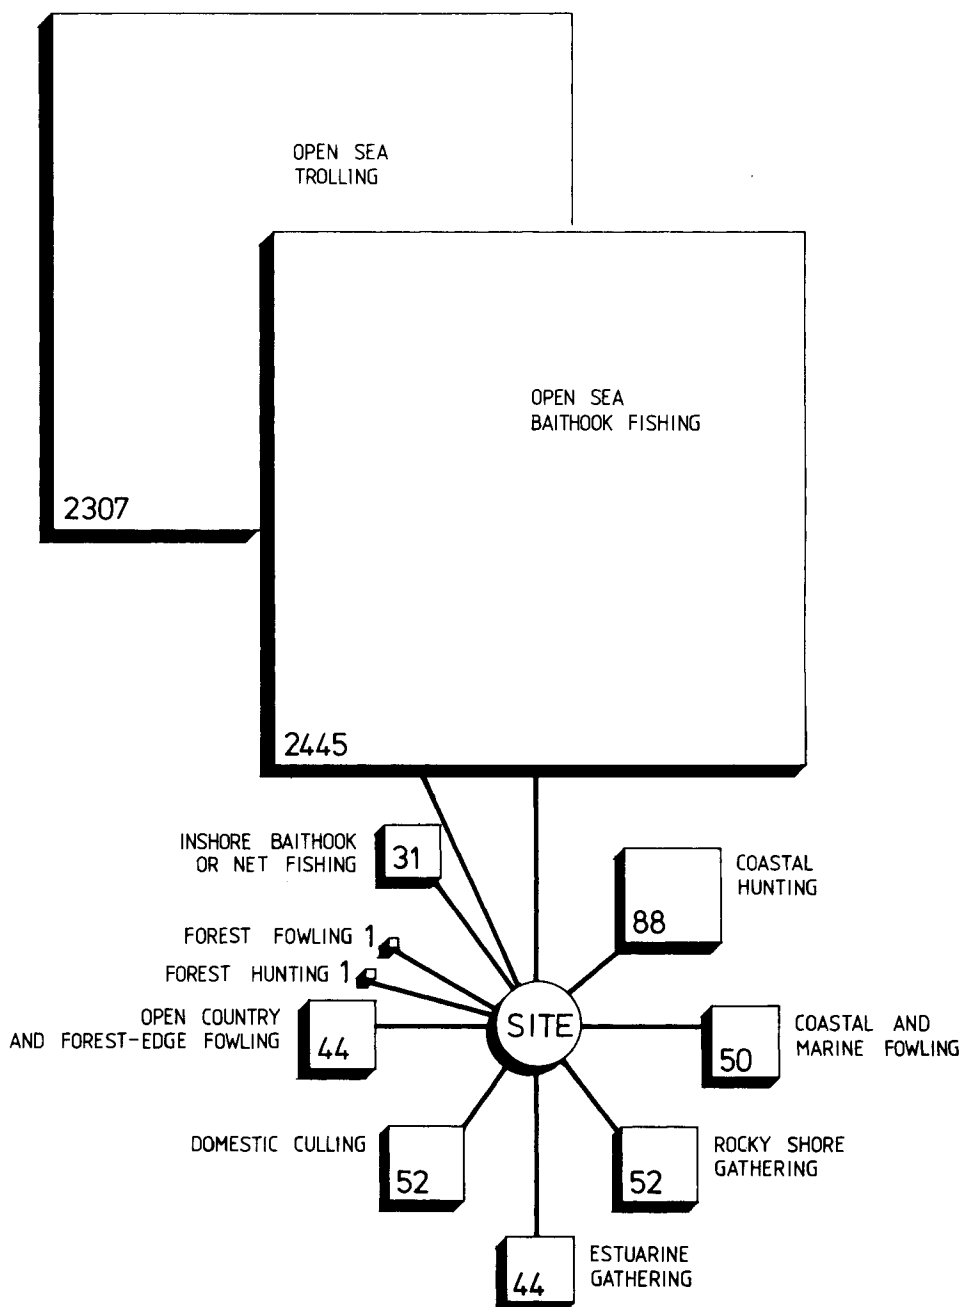 OPEN SEA
TROLLING
2307
OPEN SEA
BAITHOOK FISHING
2445
INSHORE BAITHOOK
OR NET FISHING
31
COASTAL
HUNTING
88
FOREST FOWLING 1
FOREST HUNTING 1
OPEN COUNTRY
AND FOREST-EDGE FOWLING
44
SITE
COASTAL AND
MARINE FOWLING
50
DOMESTIC CULLING
52
ROCKY SHORE
GATHERING
52
ESTUARINE
GATHERING
44